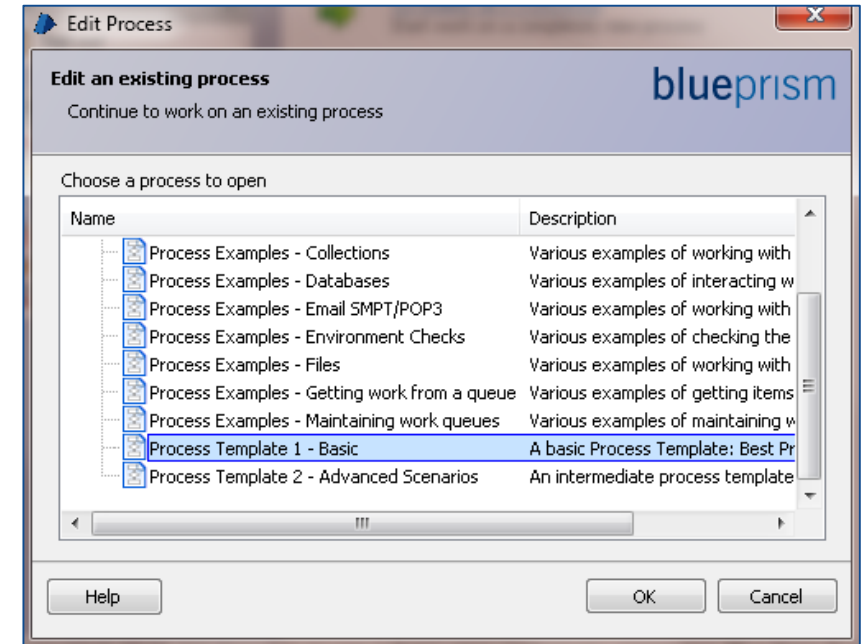 Edit Process
Edit an existing process
blueprism
Continue to work on an existing process
Choose a process to open
Name Description
Process Examples - Collections Various examples of working with
Process Examples - Databases Various examples of interacting w
Process Examples - Email SMPT/POP3 Various examples of working with
Process Examples - Environment Checks Various examples of checking the
Process Examples - Files Various examples of working with
Process Examples - Getting work from a queue Various examples of getting items
Process Examples - Maintaining work queues Various examples of maintaining w
Process Template 1 - Basic A basic Process Template: Best Pr
Process Template 2 - Advanced Scenarios An intermediate process template
Help OK Cancel